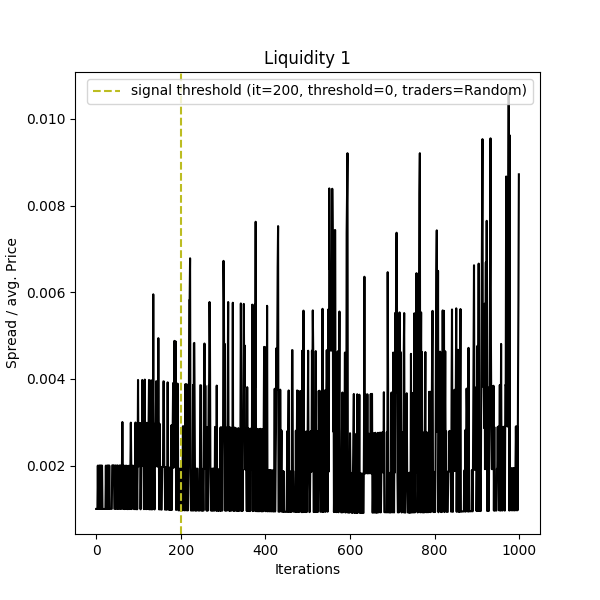 Liquidity 1
signal threshold (it=200, threshold=0, traders=Random)
Spread / avg. Price
0.010
0.008
0.006
0.004
0.002
0 200 400 600 800 1000
Iterations